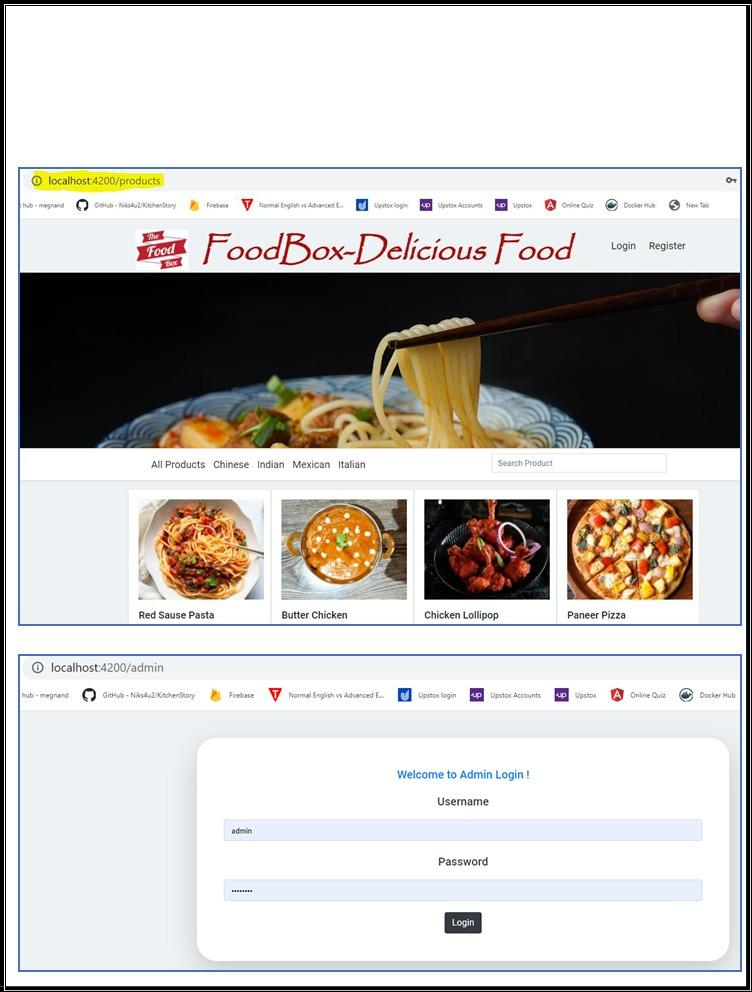 localhost:4200/products
hub - megnand GitHub - Niks4u2/KitchenStory Firebase Normal English vs Advanced E... Upstox login Upstox Accounts Upstox Online Quiz Docker Hub New Tab
The Food Box
FoodBox-Delicious Food
Login Register
All Products Chinese Indian Mexican Italian
Search Product
Red Sause Pasta Butter Chicken Chicken Lollipop Paneer Pizza
localhost:4200/admin
hub - megnand GitHub - Niks4u2/KitchenStory Firebase Normal English vs Advanced E... Upstox login Upstox Accounts Upstox Online Quiz Docker Hub
Welcome to Admin Login !
Username
admin
Password
••••••••
Login